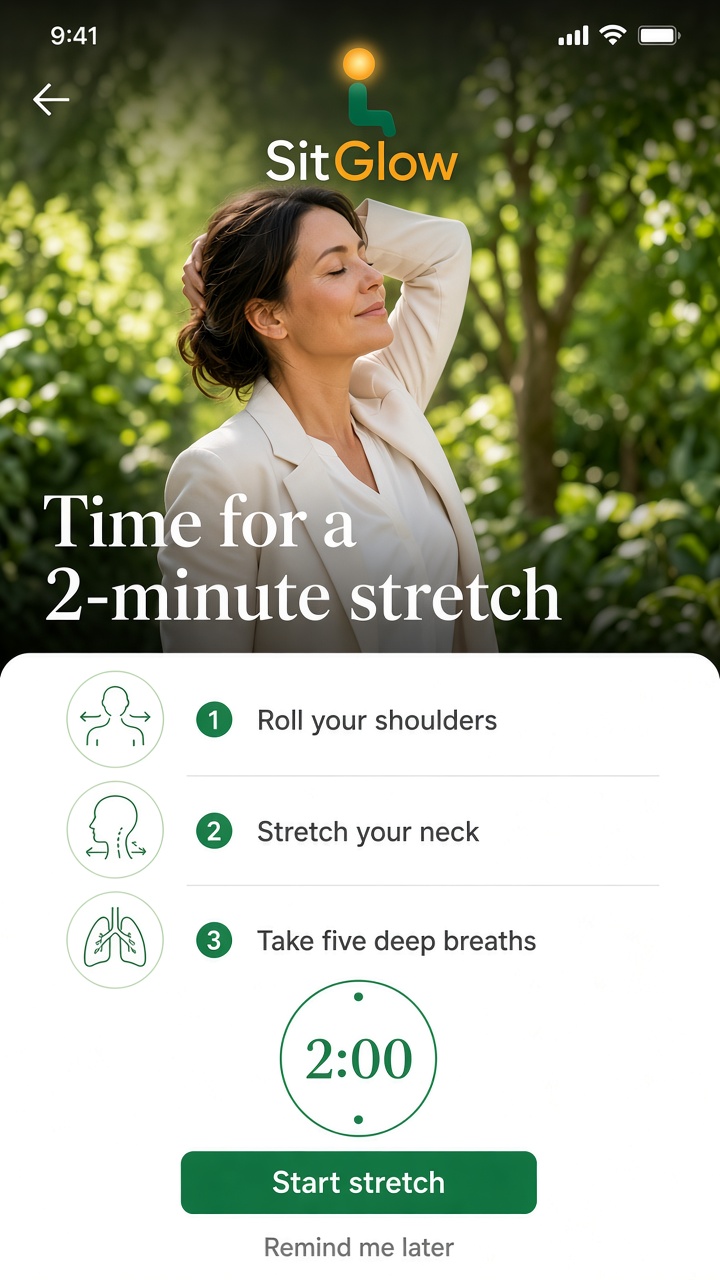 9:41
SitGlow
Time for a
2-minute stretch
1 Roll your shoulders
2 Stretch your neck
3 Take five deep breaths
2:00
Start stretch
Remind me later